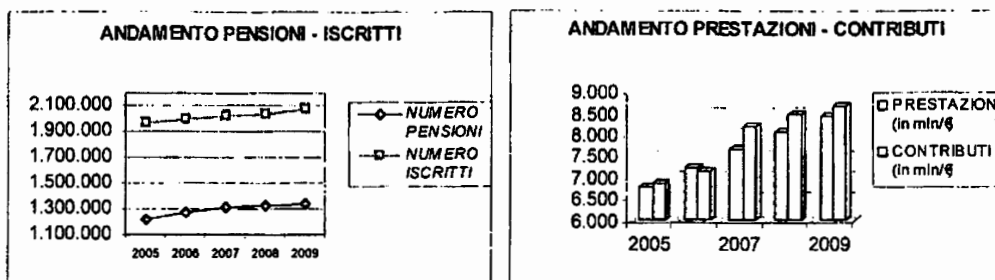 ANDAMENTO PENSIONI - ISCRITTI
2.100.000
1.900.000
1.700.000
1.500.000
1.300.000
1.100.000
2005 2006 2007 2008 2009
NUMERO
PENSIONI
NUMERO
ISCRITTI
ANDAMENTO PRESTAZIONI - CONTRIBUTI
9.000
8.500
8.000
7.500
7.000
6.500
6.000
2005 2007 2009
PRESTAZION
(in mln/€
CONTRIBUTI
(in mln/€